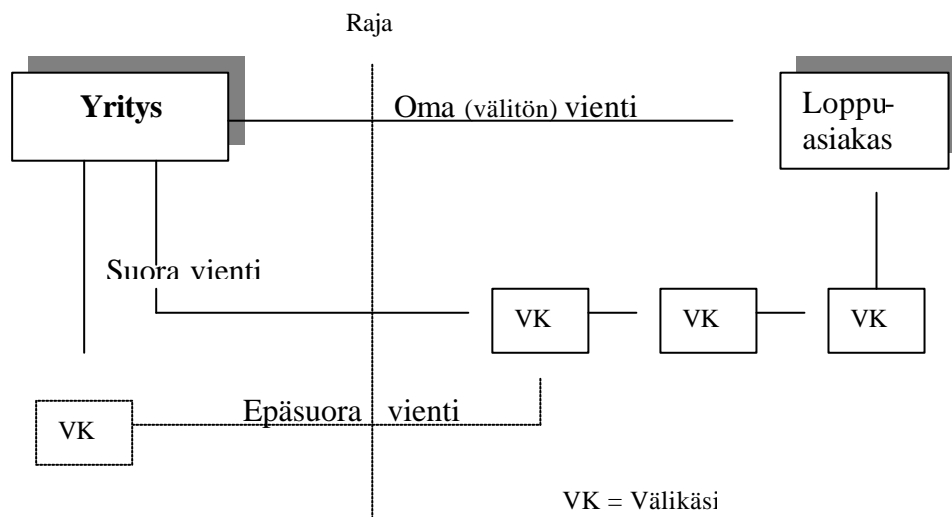 Raja
Yritys
Oma (välitön) vienti
Loppu-
asiakas
Suora vienti
VK
VK
VK
VK
Epäsuora vienti
VK = Välikäsi